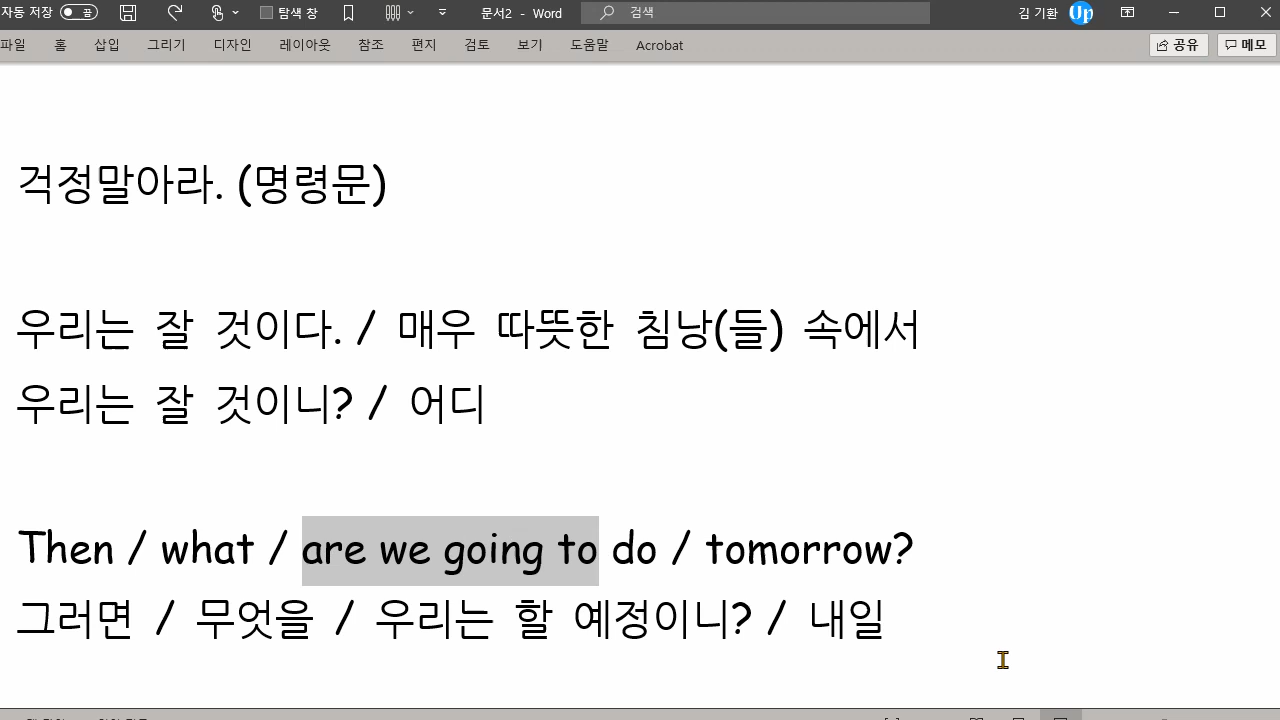 자동 저장 끔 탐색 창 문서2 - Word 검색 김 기환 Up
파일 홈 삽입 그리기 디자인 레이아웃 참조 편지 검토 보기 도움말 Acrobat 공유 메모
걱정말아라. (명령문)
우리는 잘 것이다. / 매우 따뜻한 침낭(들) 속에서
우리는 잘 것이니? / 어디
Then / what / are we going to do / tomorrow?
그러면 / 무엇을 / 우리는 할 예정이니? / 내일